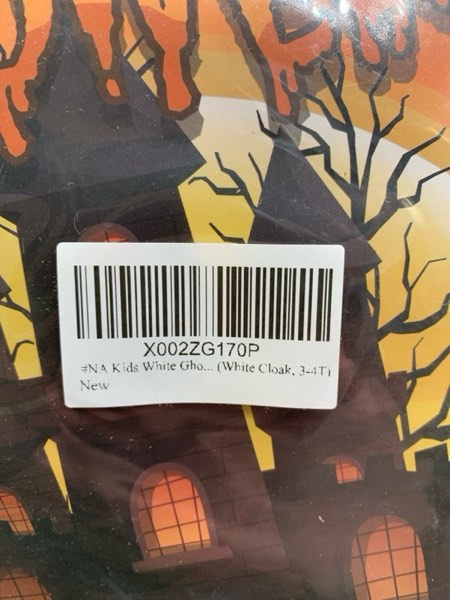 X002ZG170P
#NA Kids White Gho... (White Cloak, 3-4T)
New